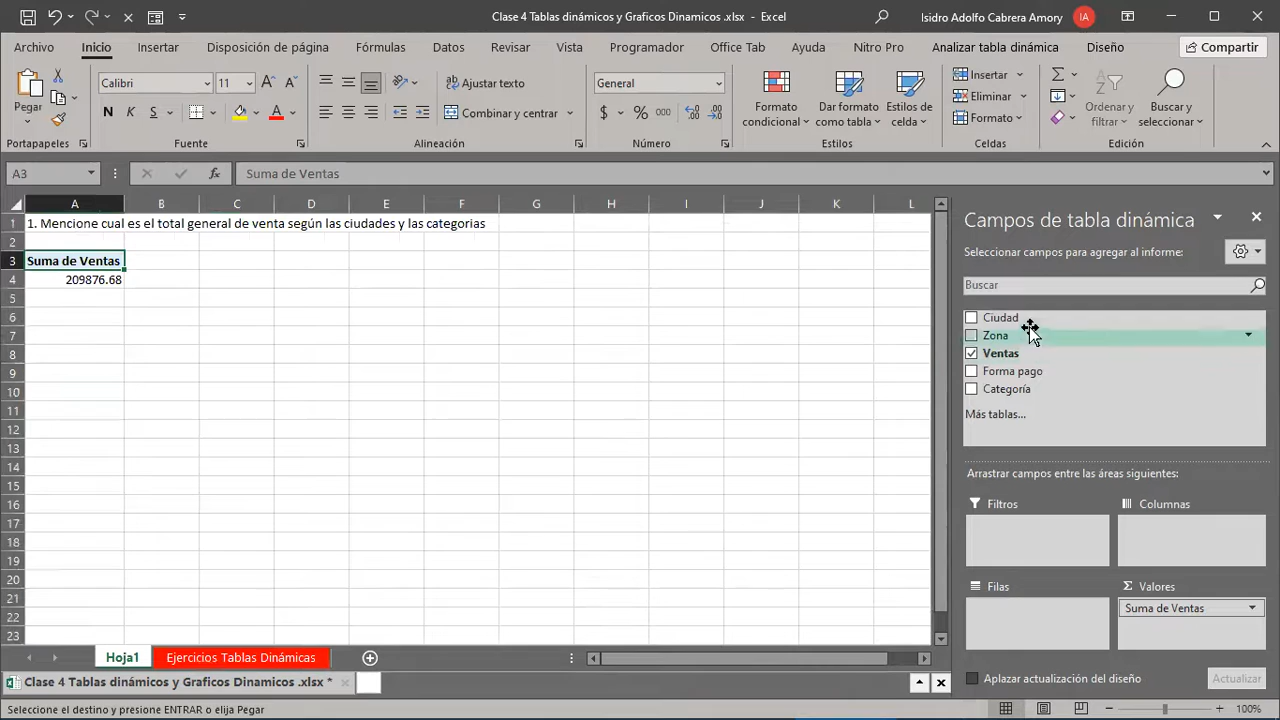 Clase 4 Tablas dinámicos y Graficos Dinamicos .xlsx - Excel
Isidro Adolfo Cabrera Amory
IA
Archivo Inicio Insertar Disposición de página Fórmulas Datos Revisar Vista Programador Office Tab Ayuda Nitro Pro Analizar tabla dinámica Diseño Compartir
Pegar
Calibri 11
N K S
Ajustar texto
Combinar y centrar
General
$ % 000
Formato condicional
Dar formato como tabla
Estilos de celda
Insertar
Eliminar
Formato
Ordenar y filtrar
Buscar y seleccionar
Portapapeles Fuente Alineación Número Estilos Celdas Edición
A3 fx Suma de Ventas
A B C D E F G H I J K L
1 1. Mencione cual es el total general de venta según las ciudades y las categorias
2
3 Suma de Ventas
4 209876.68
5
6
7
8
9
10
11
12
13
14
15
16
17
18
19
20
21
22
23
Campos de tabla dinámica
Seleccionar campos para agregar al informe:
Buscar
Ciudad
Zona
Ventas
Forma pago
Categoría
Más tablas...
Arrastrar campos entre las áreas siguientes:
Filtros Columnas
Filas Σ Valores
Suma de Ventas
Aplazar actualización del diseño Actualizar
Hoja1 Ejercicios Tablas Dinámicas
Clase 4 Tablas dinámicos y Graficos Dinamicos .xlsx *
Seleccione el destino y presione ENTRAR o elija Pegar
100%